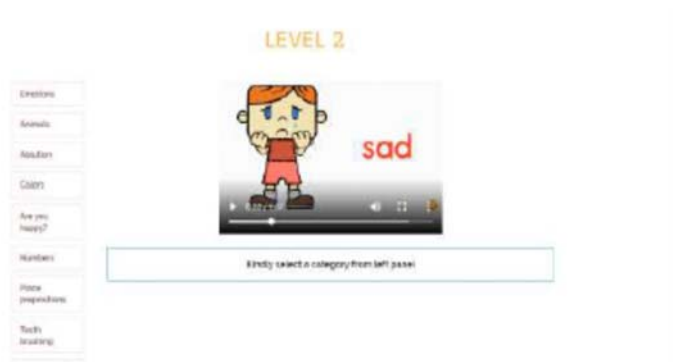 LEVEL 2
Emotions
Animals
Ablution
Colors
Are you
happy?
Numbers
Place
prepositions
Tooth
brushing
sad
Kindly select a category from left panel